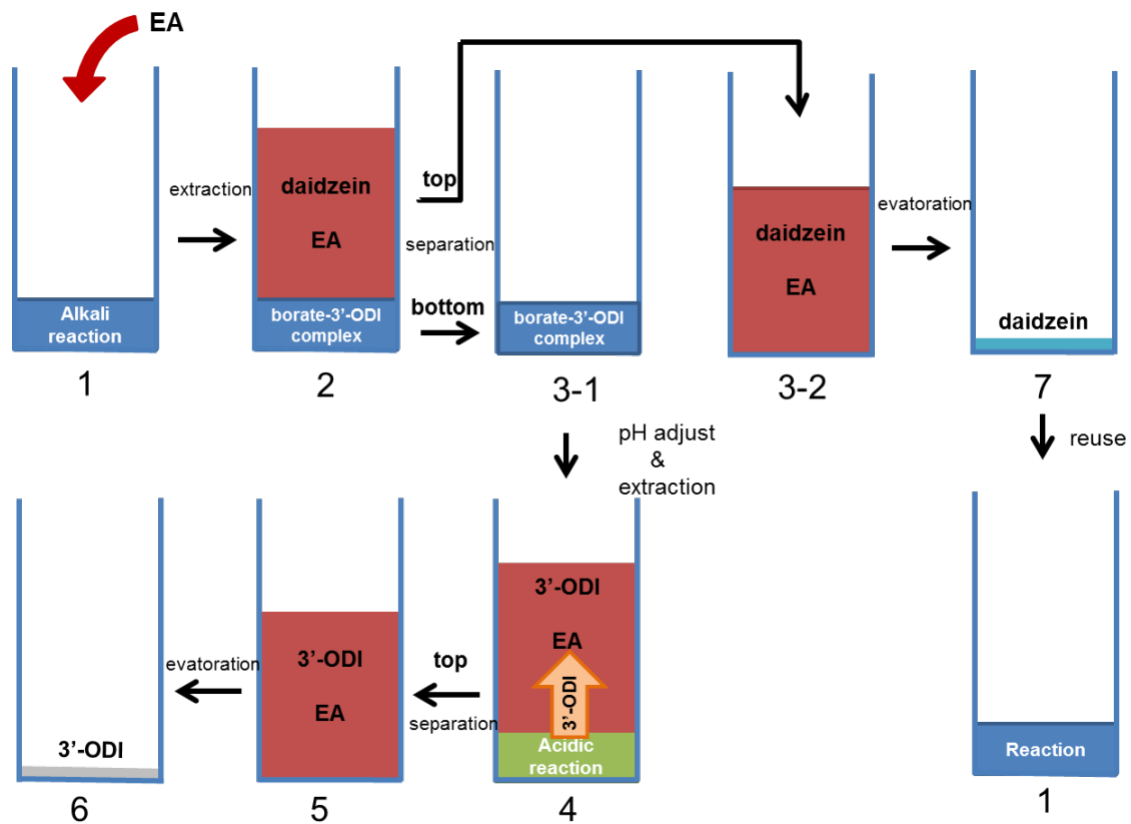 EA
Alkali
reaction
1
extraction
daidzein
EA
borate-3’-ODI
complex
2
top
separation
bottom
borate-3’-ODI
complex
3-1
daidzein
EA
3-2
evatoration
daidzein
7
pH adjust
&
extraction
reuse
3’-ODI
6
evatoration
3’-ODI
EA
5
top
separation
3’-ODI
EA
3’-ODI
Acidic
reaction
4
Reaction
1